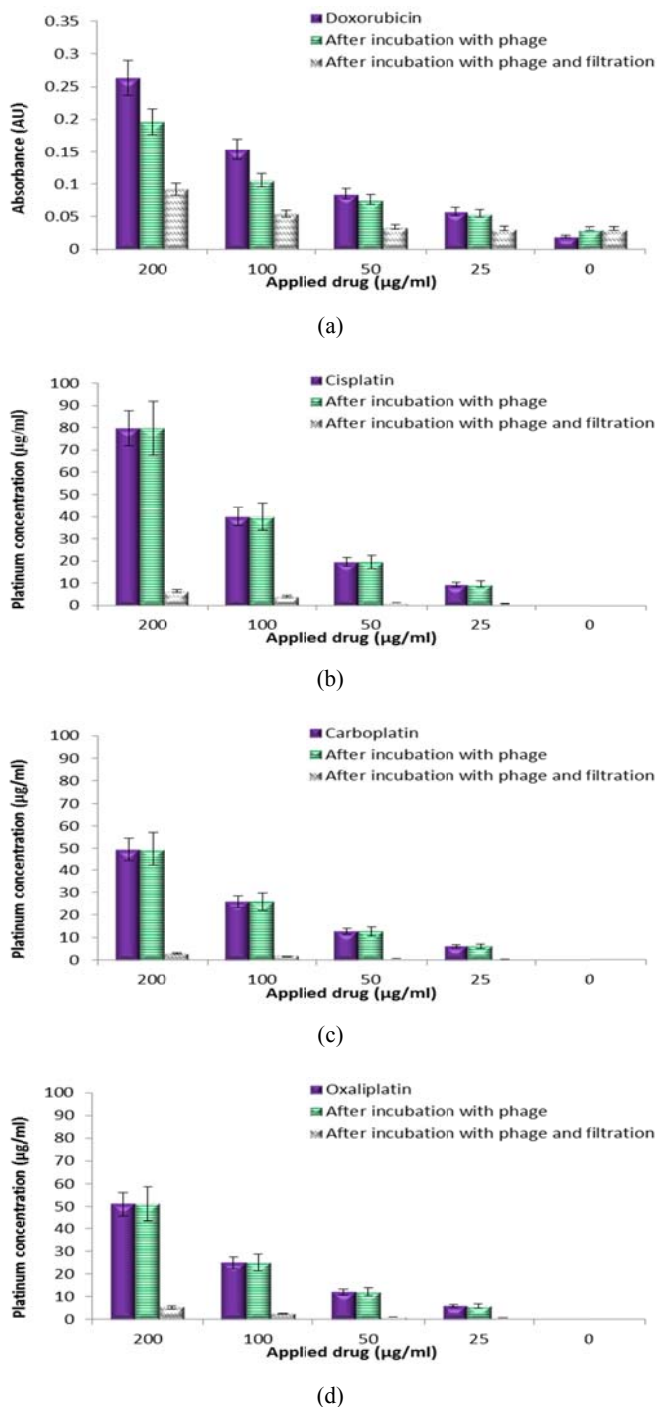 Doxorubicin
After incubation with phage
After incubation with phage and filtration
Absorbance (AU)
0.35
0.3
0.25
0.2
0.15
0.1
0.05
0
200 100 50 25 0
Applied drug (µg/ml)
(a)
Cisplatin
After incubation with phage
After incubation with phage and filtration
Platinum concentration (µg/ml)
100
90
80
70
60
50
40
30
20
10
0
200 100 50 25 0
Applied drug (µg/ml)
(b)
Carboplatin
After incubation with phage
After incubation with phage and filtration
Platinum concentration (µg/ml)
100
90
80
70
60
50
40
30
20
10
0
200 100 50 25 0
Applied drug (µg/ml)
(c)
Oxaliplatin
After incubation with phage
After incubation with phage and filtration
Platinum concentration (µg/ml)
100
90
80
70
60
50
40
30
20
10
0
200 100 50 25 0
Applied drug (µg/ml)
(d)